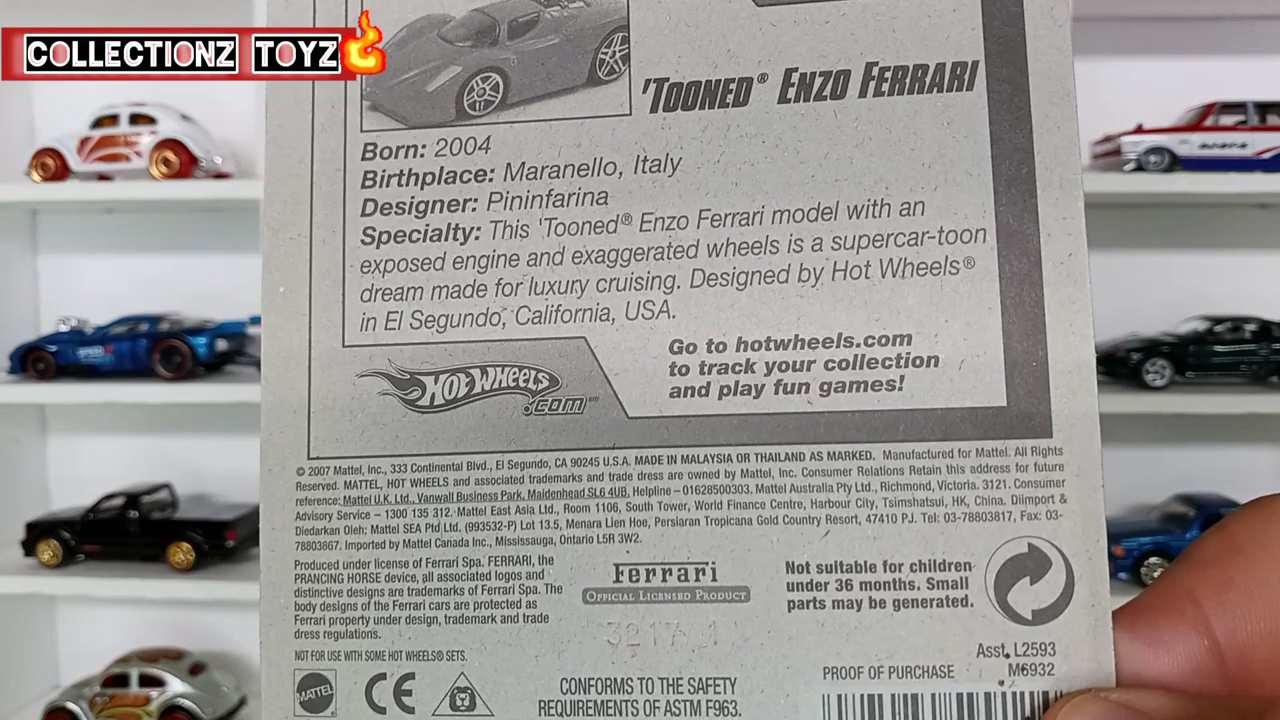 COLLECTIONZ TOYZ
'TOONED® ENZO FERRARI
Born: 2004
Birthplace: Maranello, Italy
Designer: Pininfarina
Specialty: This 'Tooned® Enzo Ferrari model with an
exposed engine and exaggerated wheels is a supercar-toon
dream made for luxury cruising. Designed by Hot Wheels®
in El Segundo, California, USA.
Go to hotwheels.com
to track your collection
and play fun games!
HOT WHEELS
.COM℠
© 2007 Mattel, Inc., 333 Continental Blvd., El Segundo, CA 90245 U.S.A. MADE IN MALAYSIA OR THAILAND AS MARKED. Manufactured for Mattel. All Rights
Reserved. MATTEL, HOT WHEELS and associated trademarks and trade dress are owned by Mattel, Inc. Consumer Relations Retain this address for future
reference: Mattel U.K. Ltd., Vanwall Business Park, Maidenhead SL6 4UB. Helpline – 01628500303. Mattel Australia Pty Ltd., Richmond, Victoria. 3121. Consumer
Advisory Service – 1300 135 312. Mattel East Asia Ltd., Room 1106, South Tower, World Finance Centre, Harbour City, Tsimshatsui, HK, China. Diimport &
Diedarkan Oleh: Mattel SEA Ptd Ltd. (993532-P) Lot 13.5, Menara Lien Hoe, Persiaran Tropicana Gold Country Resort, 47410 PJ. Tel: 03-78803817, Fax: 03-
78803867. Imported by Mattel Canada Inc., Mississauga, Ontario L5R 3W2.
Produced under license of Ferrari Spa. FERRARI, the
PRANCING HORSE device, all associated logos and
distinctive designs are trademarks of Ferrari Spa. The
body designs of the Ferrari cars are protected as
Ferrari property under design, trademark and trade
dress regulations.
Ferrari
OFFICIAL LICENSED PRODUCT
3217 1
Not suitable for children
under 36 months. Small
parts may be generated.
NOT FOR USE WITH SOME HOT WHEELS® SETS.
Asst. L2593
PROOF OF PURCHASE M6932
MATTEL
CE
CONFORMS TO THE SAFETY
REQUIREMENTS OF ASTM F963.